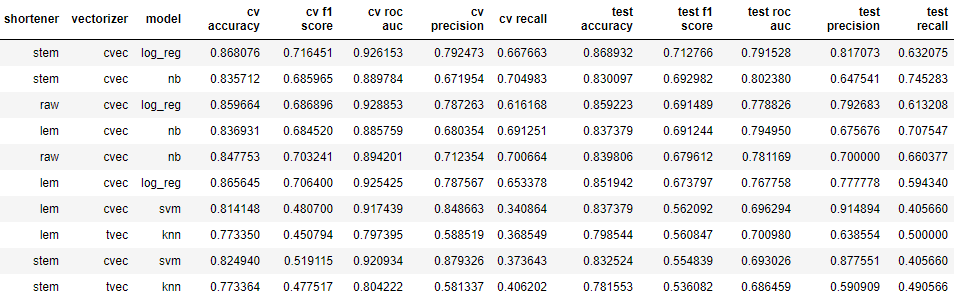 shortener vectorizer model cv accuracy cv f1 score cv roc auc cv precision cv recall test accuracy test f1 score test roc auc test precision test recall
stem cvec log_reg 0.868076 0.716451 0.926153 0.792473 0.667663 0.868932 0.712766 0.791528 0.817073 0.632075
stem cvec nb 0.835712 0.685965 0.889784 0.671954 0.704983 0.830097 0.692982 0.802380 0.647541 0.745283
raw cvec log_reg 0.859664 0.686896 0.928853 0.787263 0.616168 0.859223 0.691489 0.778826 0.792683 0.613208
lem cvec nb 0.836931 0.684520 0.885759 0.680354 0.691251 0.837379 0.691244 0.794950 0.675676 0.707547
raw cvec nb 0.847753 0.703241 0.894201 0.712354 0.700664 0.839806 0.679612 0.781169 0.700000 0.660377
lem cvec log_reg 0.865645 0.706400 0.925425 0.787567 0.653378 0.851942 0.673797 0.767758 0.777778 0.594340
lem cvec svm 0.814148 0.480700 0.917439 0.848663 0.340864 0.837379 0.562092 0.696294 0.914894 0.405660
lem tvec knn 0.773350 0.450794 0.797395 0.588519 0.368549 0.798544 0.560847 0.700980 0.638554 0.500000
stem cvec svm 0.824940 0.519115 0.920934 0.879326 0.373643 0.832524 0.554839 0.693026 0.877551 0.405660
stem tvec knn 0.773364 0.477517 0.804222 0.581337 0.406202 0.781553 0.536082 0.686459 0.590909 0.490566